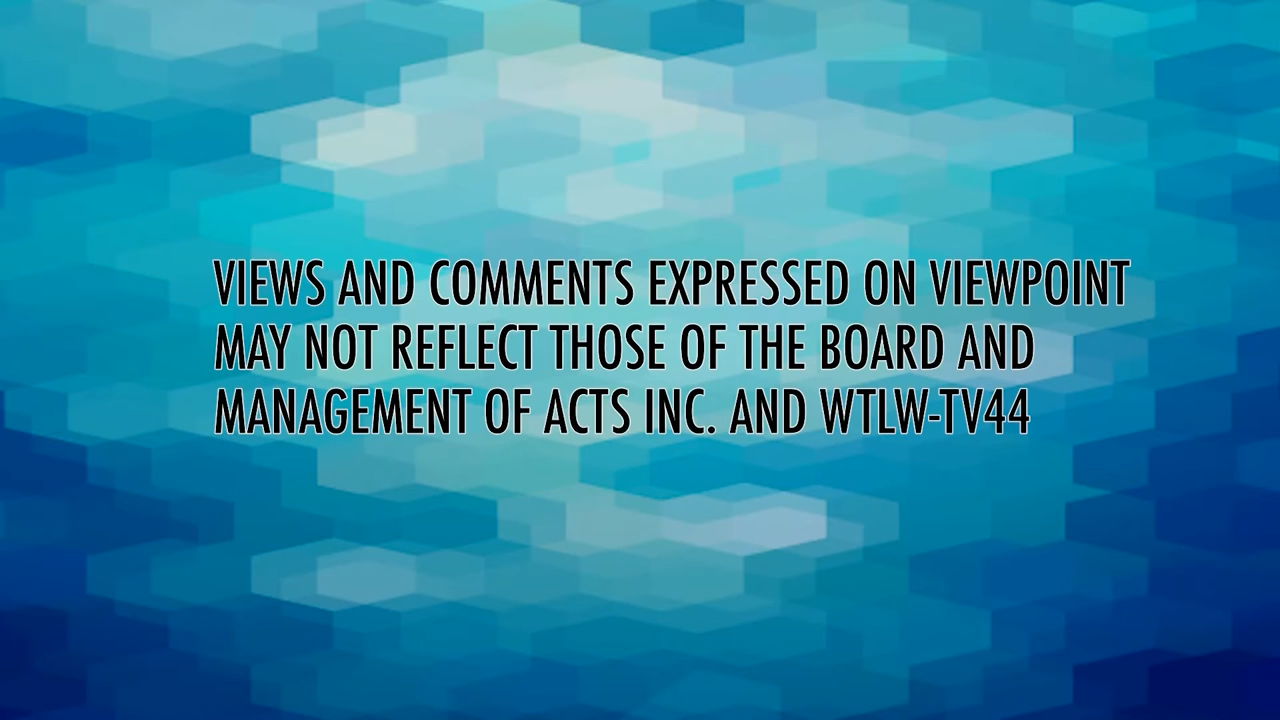 VIEWS AND COMMENTS EXPRESSED ON VIEWPOINT
MAY NOT REFLECT THOSE OF THE BOARD AND
MANAGEMENT OF ACTS INC. AND WTLW-TV44